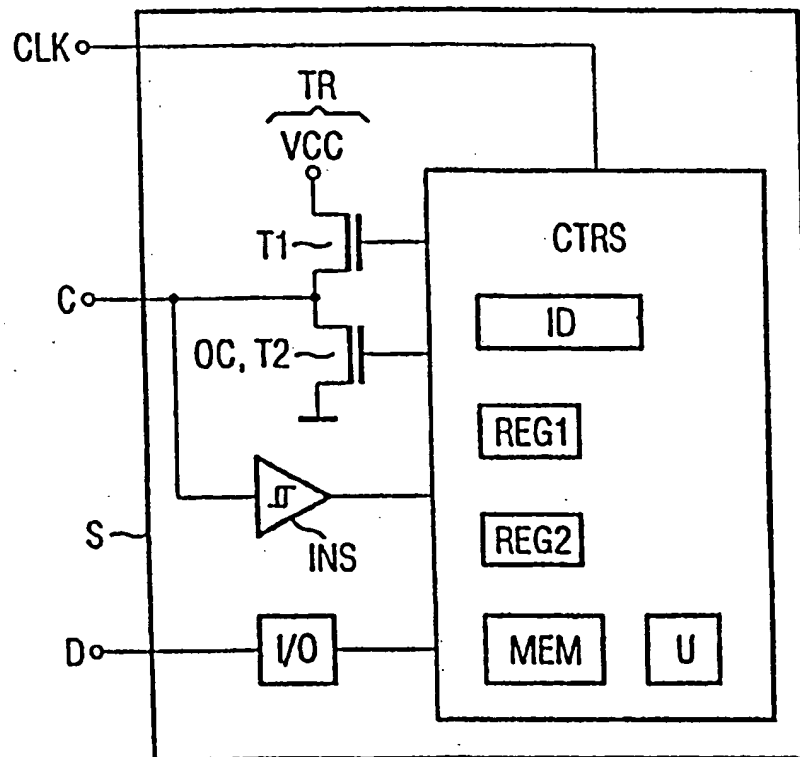 CLK
TR
VCC
T1
CTRS
C
ID
OC, T2
REG1
S
INS
REG2
D
I/O
MEM
U